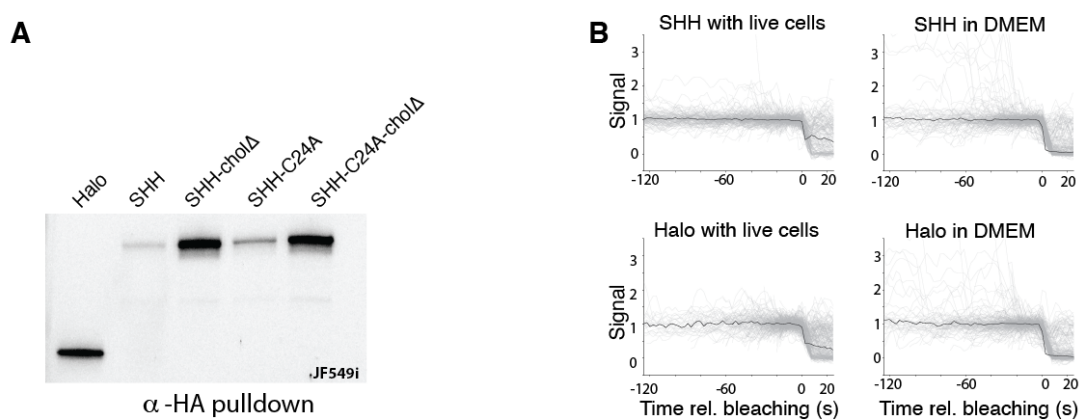 A
Halo
SHH
SHH-cholΔ
SHH-C24A
SHH-C24A-cholΔ
JF549i
α-HA pulldown
B
SHH with live cells
Signal
3
2
1
0
-120
-60
0
20
SHH in DMEM
3
2
1
0
-120
-60
0
20
Halo with live cells
Signal
3
2
1
0
-120
-60
0
20
Time rel. bleaching (s)
Halo in DMEM
3
2
1
0
-120
-60
0
20
Time rel. bleaching (s)